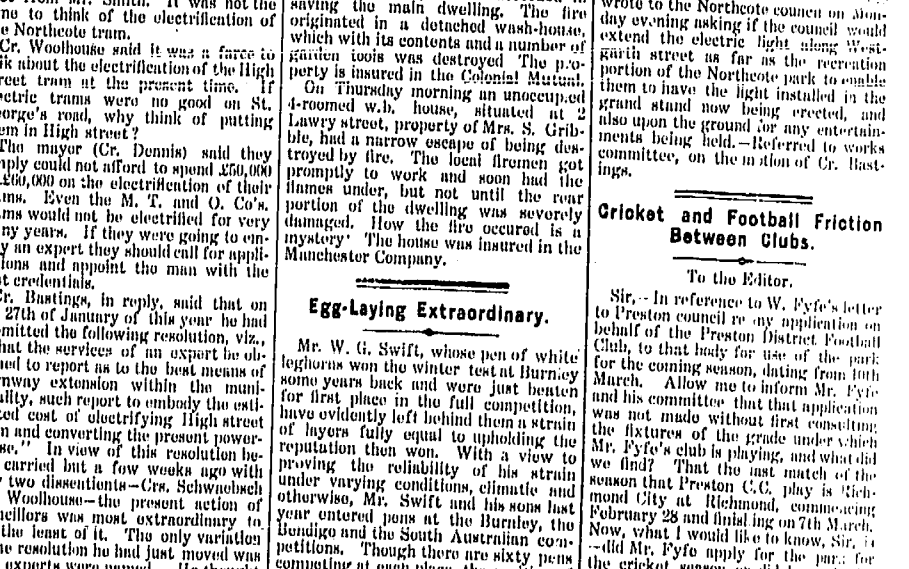 from Mr. Smith. It was not the
me to think of the electrification of
e Northcote tram.
Cr. Woolhouse said it was a farce to
lk about the electrification of the High
reet tram at the present time. If
ectric trams were no good on St.
eorge's road, why think of putting
em in High street?
The mayor (Cr. Dennis) said they
mply could not afford to spend £50,000
£60,000 on the electrification of their
ms. Even the M. T. and O. Co's.
ms would not be electrified for very
ny years. If they were going to en-
y an expert they should call for appli-
ions and appoint the man with the
t credentials.
r. Bastings, in reply, said that on
27th of January of this year he had
mitted the following resolution, viz.,
hat the services of an expert be ob-
ned to report as to the best means of
mway extension within the muni-
ality, such report to embody the esti-
ted cost of electrifying High street
n and converting the present power-
se." In view of this resolution be-
carried but a few weeks ago with
two dissentients—Crs. Schwaebsch
Woolhouse—the present action of
ncillors was most extraordinary to
the least of it. The only variation
he resolution he had just moved was
experts were named. He thought
saving the main dwelling. The fire
originated in a detached wash-house,
which with its contents and a number of
garden tools was destroyed The pro-
perty is insured in the Colonial Mutual.
On Thursday morning an unoccupied
4-roomed w.b. house, situated at 2
Lawry street, property of Mrs. S. Grib-
ble, had a narrow escape of being des-
troyed by fire. The local firemen got
promptly to work and soon had the
flames under, but not until the rear
portion of the dwelling was severely
damaged. How the fire occured is a
mystery' The house was insured in the
Manchester Company.
Egg-Laying Extraordinary.
Mr. W. G. Swift, whose pen of white
leghorns won the winter test at Burnley
some years back and were just beaten
for first place in the full competition,
have evidently left behind them a strain
of layers fully equal to upholding the
reputation then won. With a view to
proving the reliability of his strain
under varying conditions, climatic and
otherwise, Mr. Swift and his sons last
year entered pens at the Burnley, the
Bendigo and the South Australian com-
petitions. Though there are sixty pens
competing at each place, the
wrote to the Northcote council on Mon-
day evening asking if the council would
extend the electric light along West-
garth street as far as the recreation
portion of the Northcote park to enable
them to have the light installed in the
grand stand now being erected, and
also upon the ground for any entertain-
ments being held.—Referred to works
committee, on the motion of Cr. Bast-
ings.
Cricket and Football Friction
Between Clubs.
To the Editor.
Sir,—In reference to W. Fyfe's letter
to Preston council re my application on
behalf of the Preston District Football
Club, to that body for use of the park
for the coming season, dating from 10th
March. Allow me to inform Mr. Fyfe
and his committee that that application
was not made without first consulting
the fixtures of the grade under which
Mr. Fyfe's club is playing, and what did
we find? That the last match of the
season that Preston C.C. play is Rich-
mond City at Richmond, commencing
February 28 and finishing on 7th March.
Now, what I would like to know, Sir, is
—did Mr. Fyfe apply for the park for
the cricket season